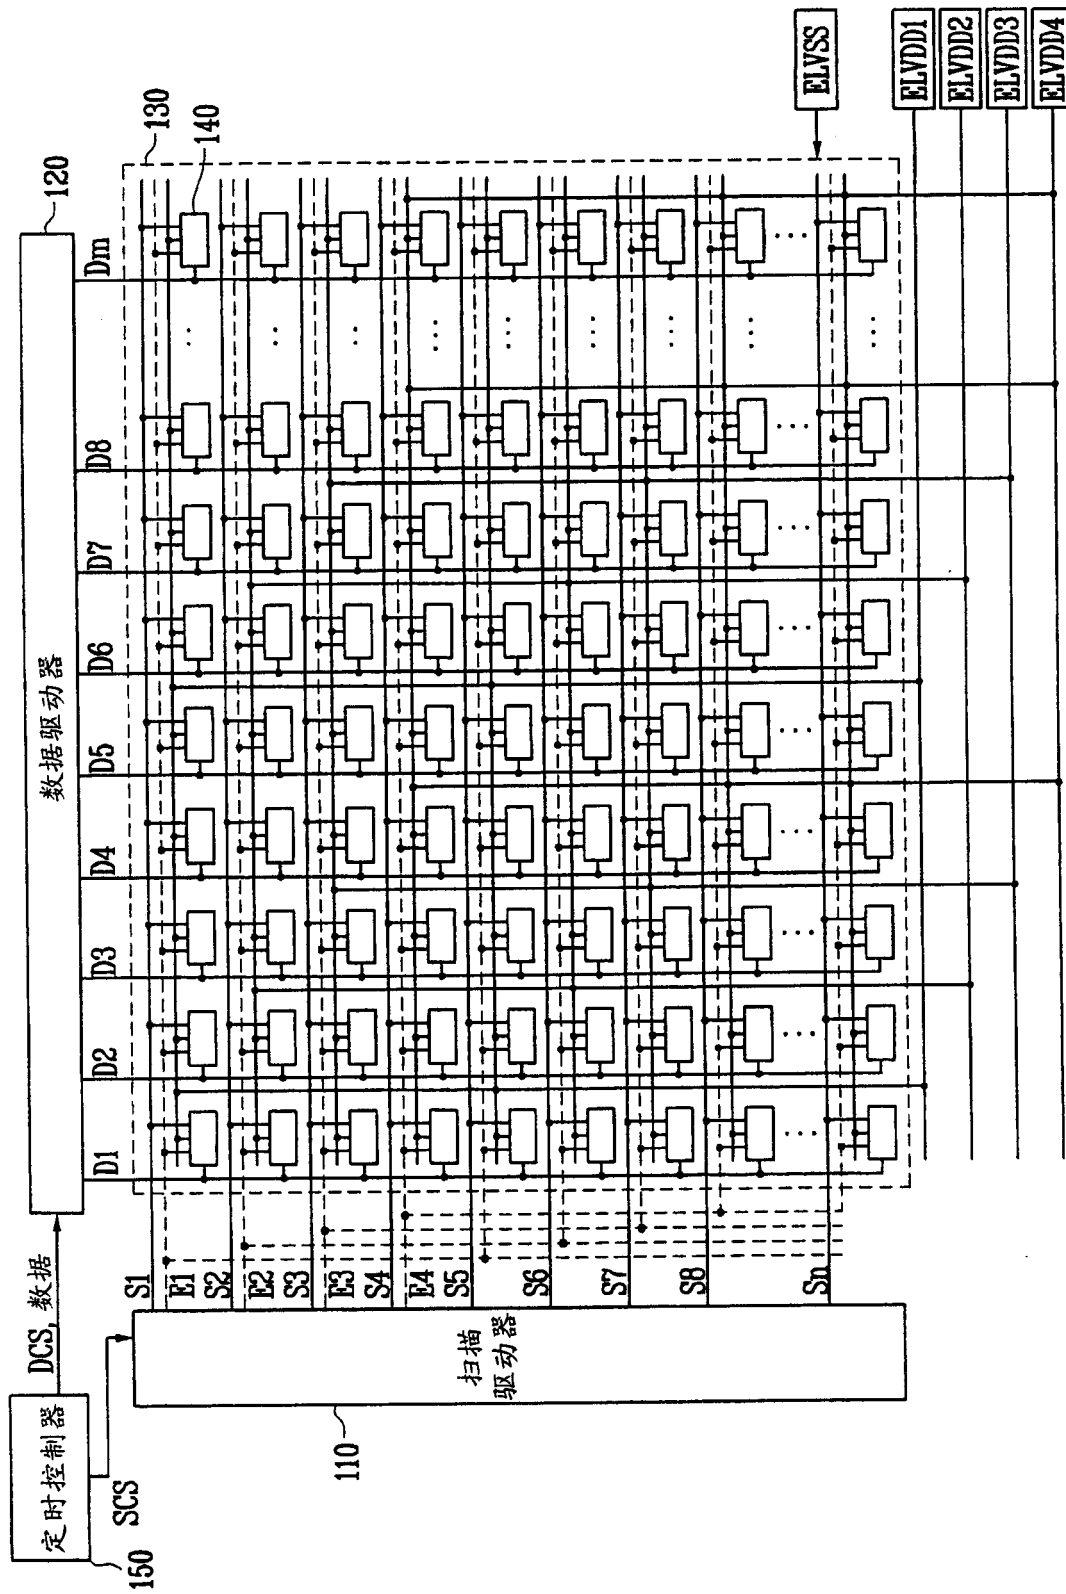 150
定时控制器
DCS, 数据
SCS
120
数据驱动器
D1
D2
D3
D4
D5
D6
D7
D8
Dm
130
140
110
扫描
驱动器
S1
E1
S2
E2
S3
E3
S4
E4
S5
S6
S7
S8
Sn
ELVSS
ELVDD1
ELVDD2
ELVDD3
ELVDD4